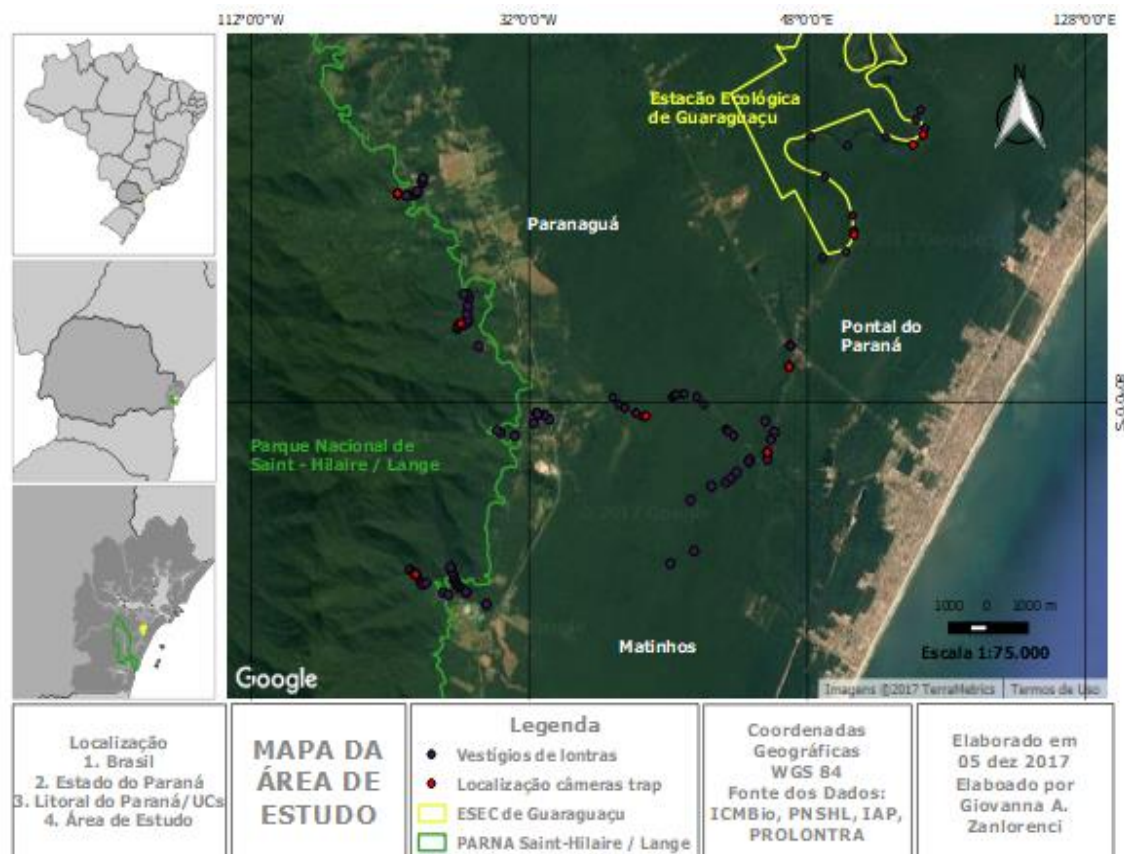 112°0'0"W
32°0'0"W
48°0'0"E
128°0'0"E
Estacão Ecológica
de Guaraguaçu
N
Paranaguá
Pontal do
Paraná
Parque Nacional de
Saint - Hilaire / Lange
Matinhos
1000 0 1000 m
Escala 1:75.000
Google
Imagens ©2017 TerraMetrics Termos de Uso
Localização
1. Brasil
2. Estado do Paraná
3. Litoral do Paraná/UCs
4. Área de Estudo
MAPA DA
ÁREA DE
ESTUDO
Legenda
Vestígios de lontras
Localização câmeras trap
ESEC de Guaraguaçu
PARNA Saint-Hilaire / Lange
Coordenadas
Geográficas
WGS 84
Fonte dos Dados:
ICMBio, PNSHL, IAP,
PROLONTRA
Elaborado em
05 dez 2017
Elaboado por
Giovanna A.
Zanlorenci